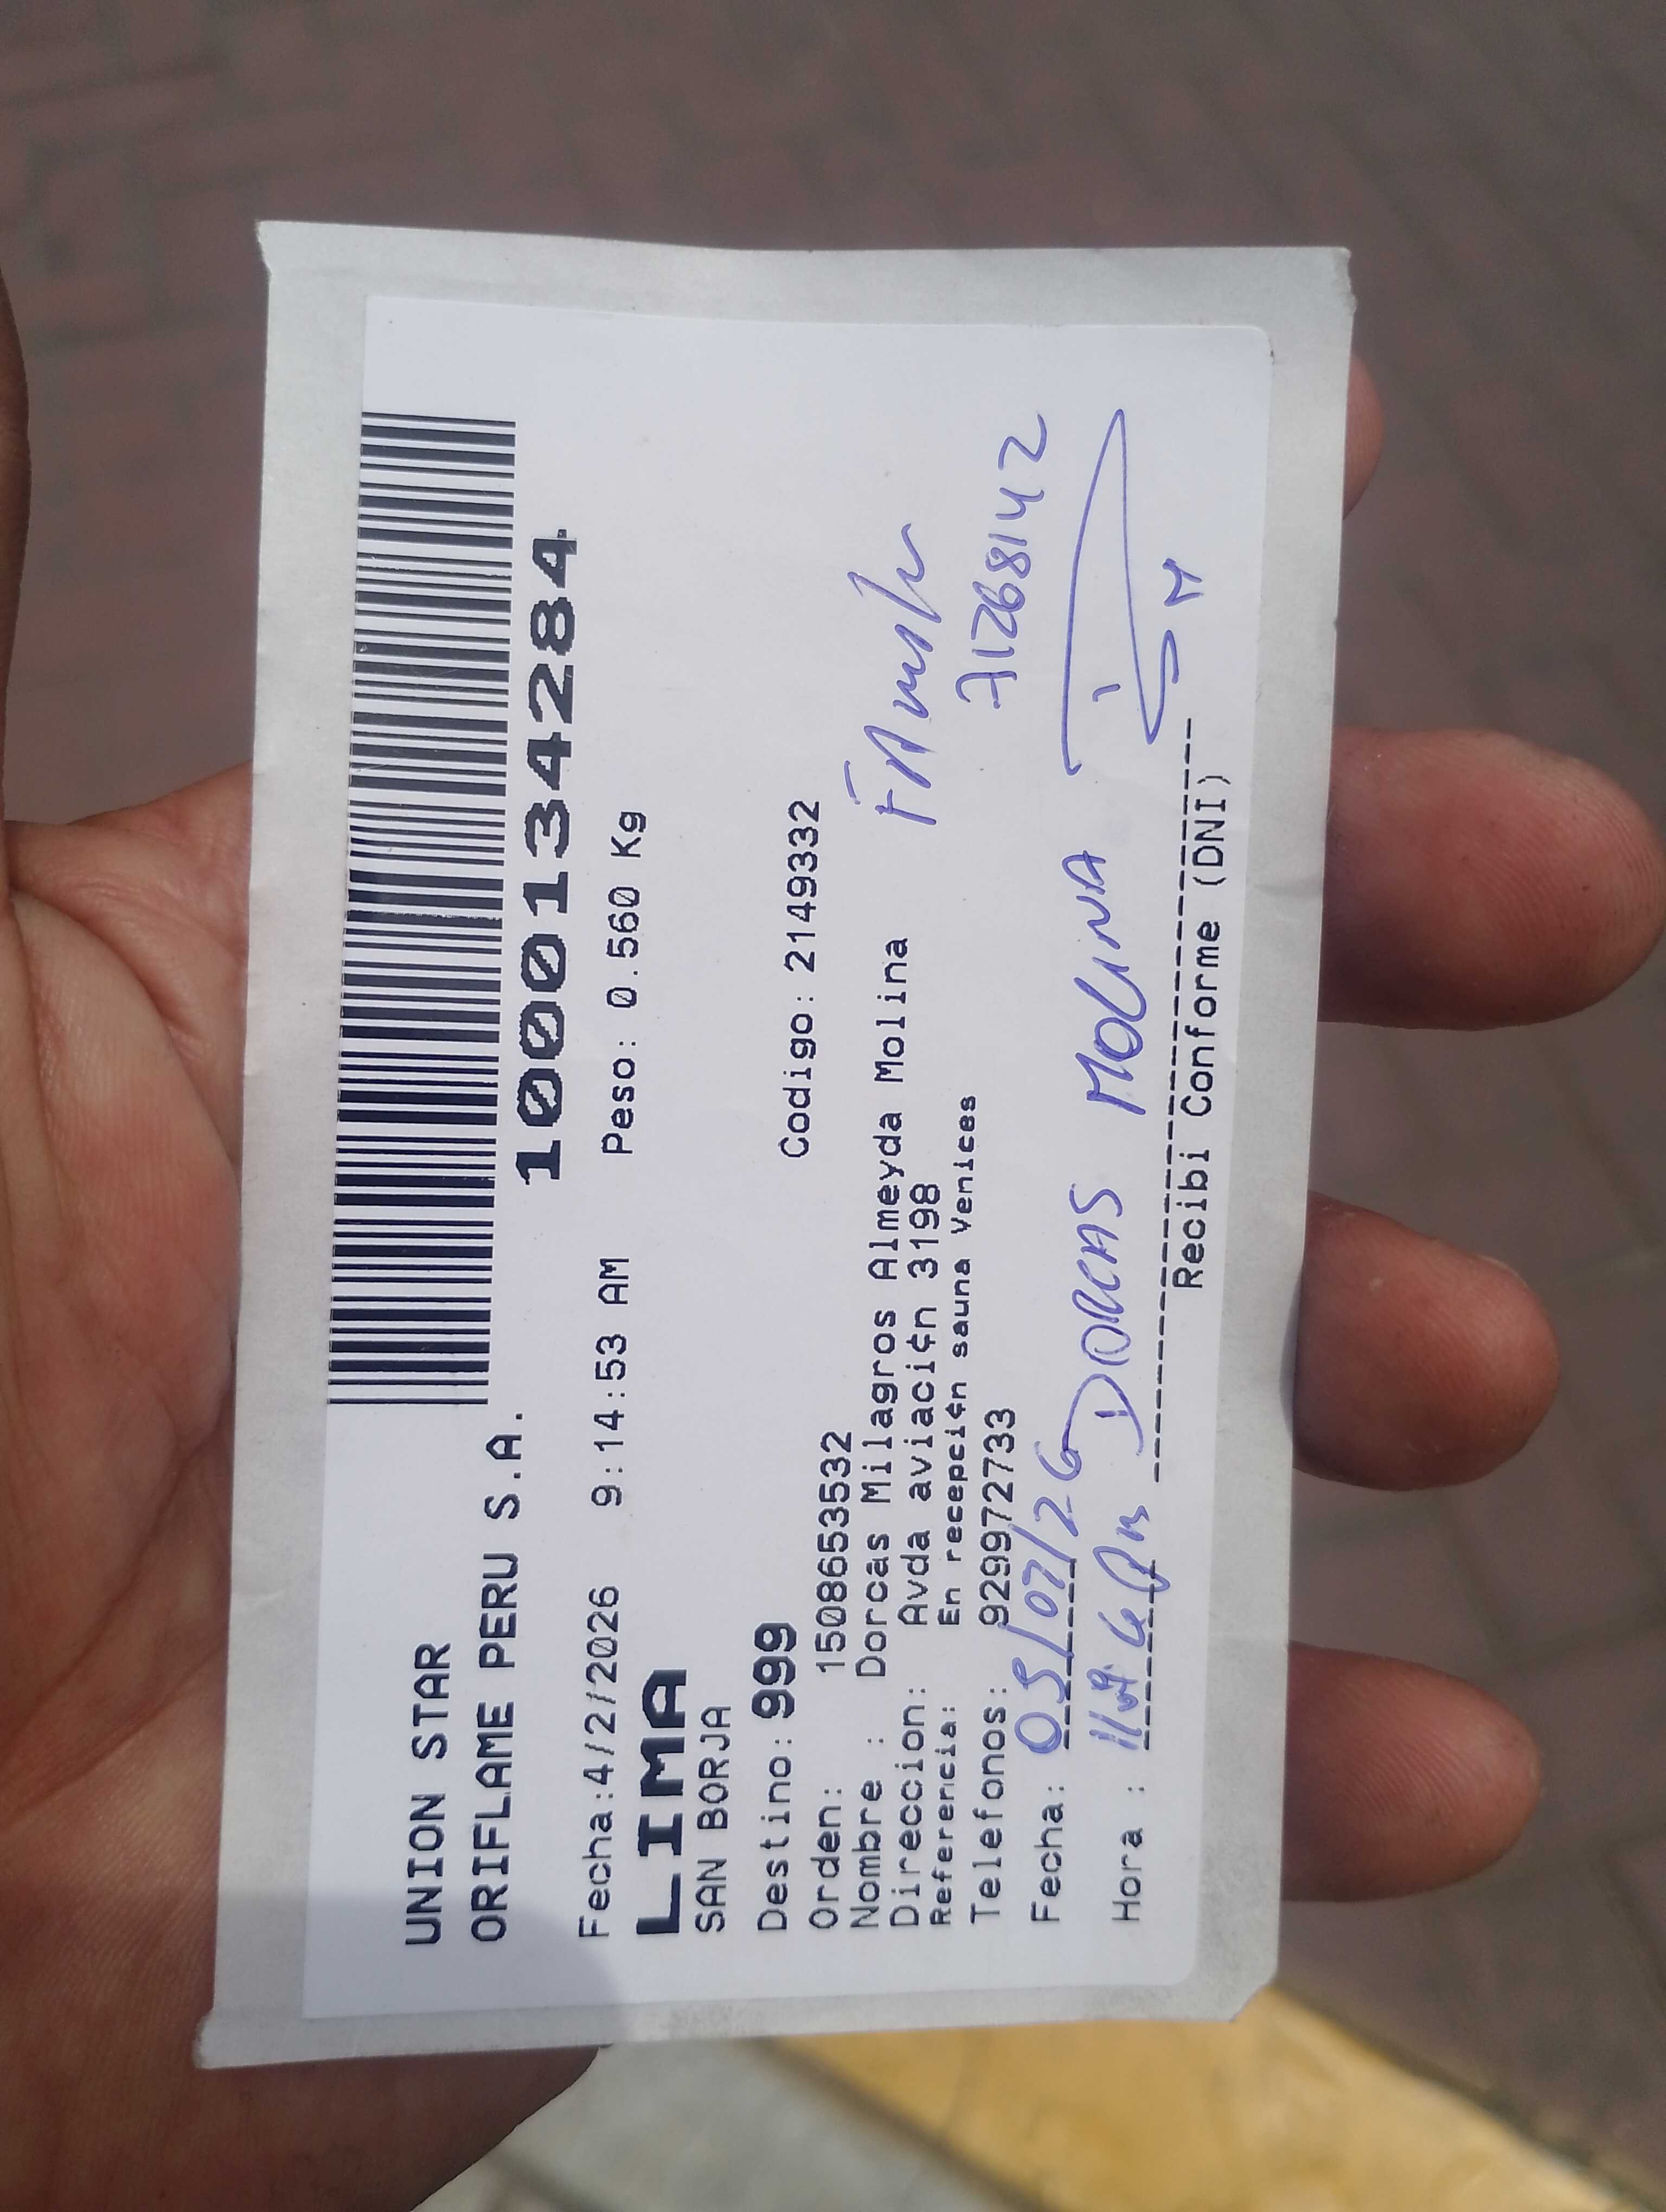 UNION STAR
ORIFLAME PERU S.A.
1000134284
Fecha:4/2/2026 9:14:53 AM Peso: 0.560 Kg
LIMA
SAN BORJA
Destino: 999 Codigo: 2149332
Orden: 1508653532
Nombre : Dorcas Milagros Almeyda Molina
Direccion: Avda aviaci¢n 3198
Referencia: En recepci¢n sauna Venices
Telefonos: 929972733
71268142
Fecha: 05/02/26
DORCAS MOLINA
Hora :
Recibi Conforme (DNI)